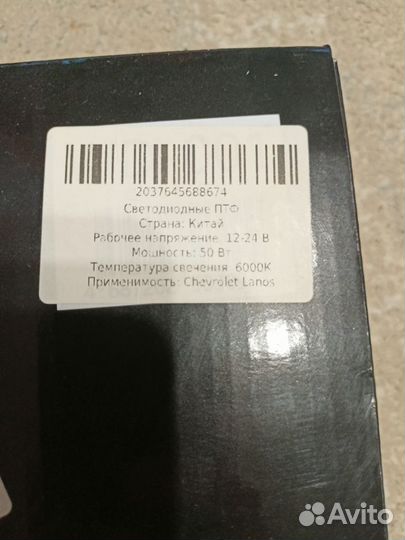 2037645688674
Светодиодные ПТФ
Страна: Китай
Рабочее напряжение: 12-24 В
Мощность: 50 Вт
Температура свечения: 6000К
Применимость: Chevrolet Lanos
Avito